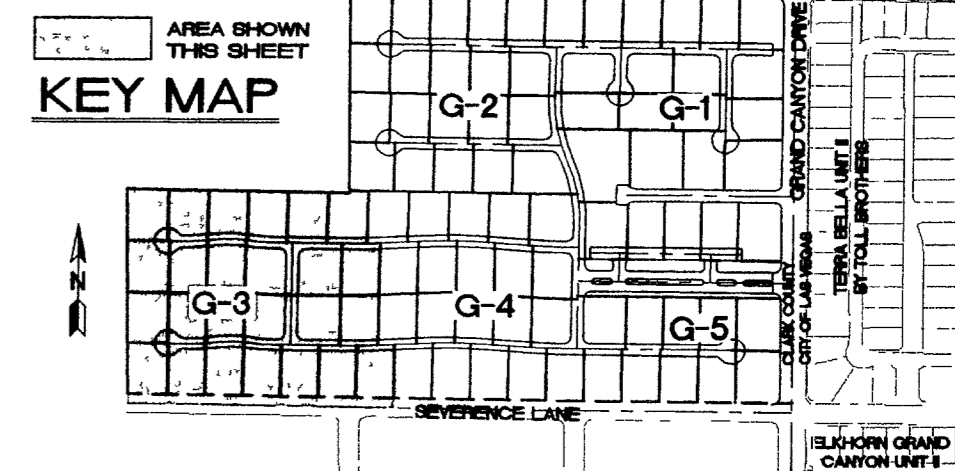 AREA SHOWN
THIS SHEET
KEY MAP
G-2
G-1
GRAND CANYON DRIVE
TERRA BELLA UNIT II
BY TOLL BROTHERS
N
G-3
G-4
G-5
CLARK COUNTY
CITY OF LAS VEGAS
SEVERENCE LANE
ELKHORN GRAND
CANYON UNIT II